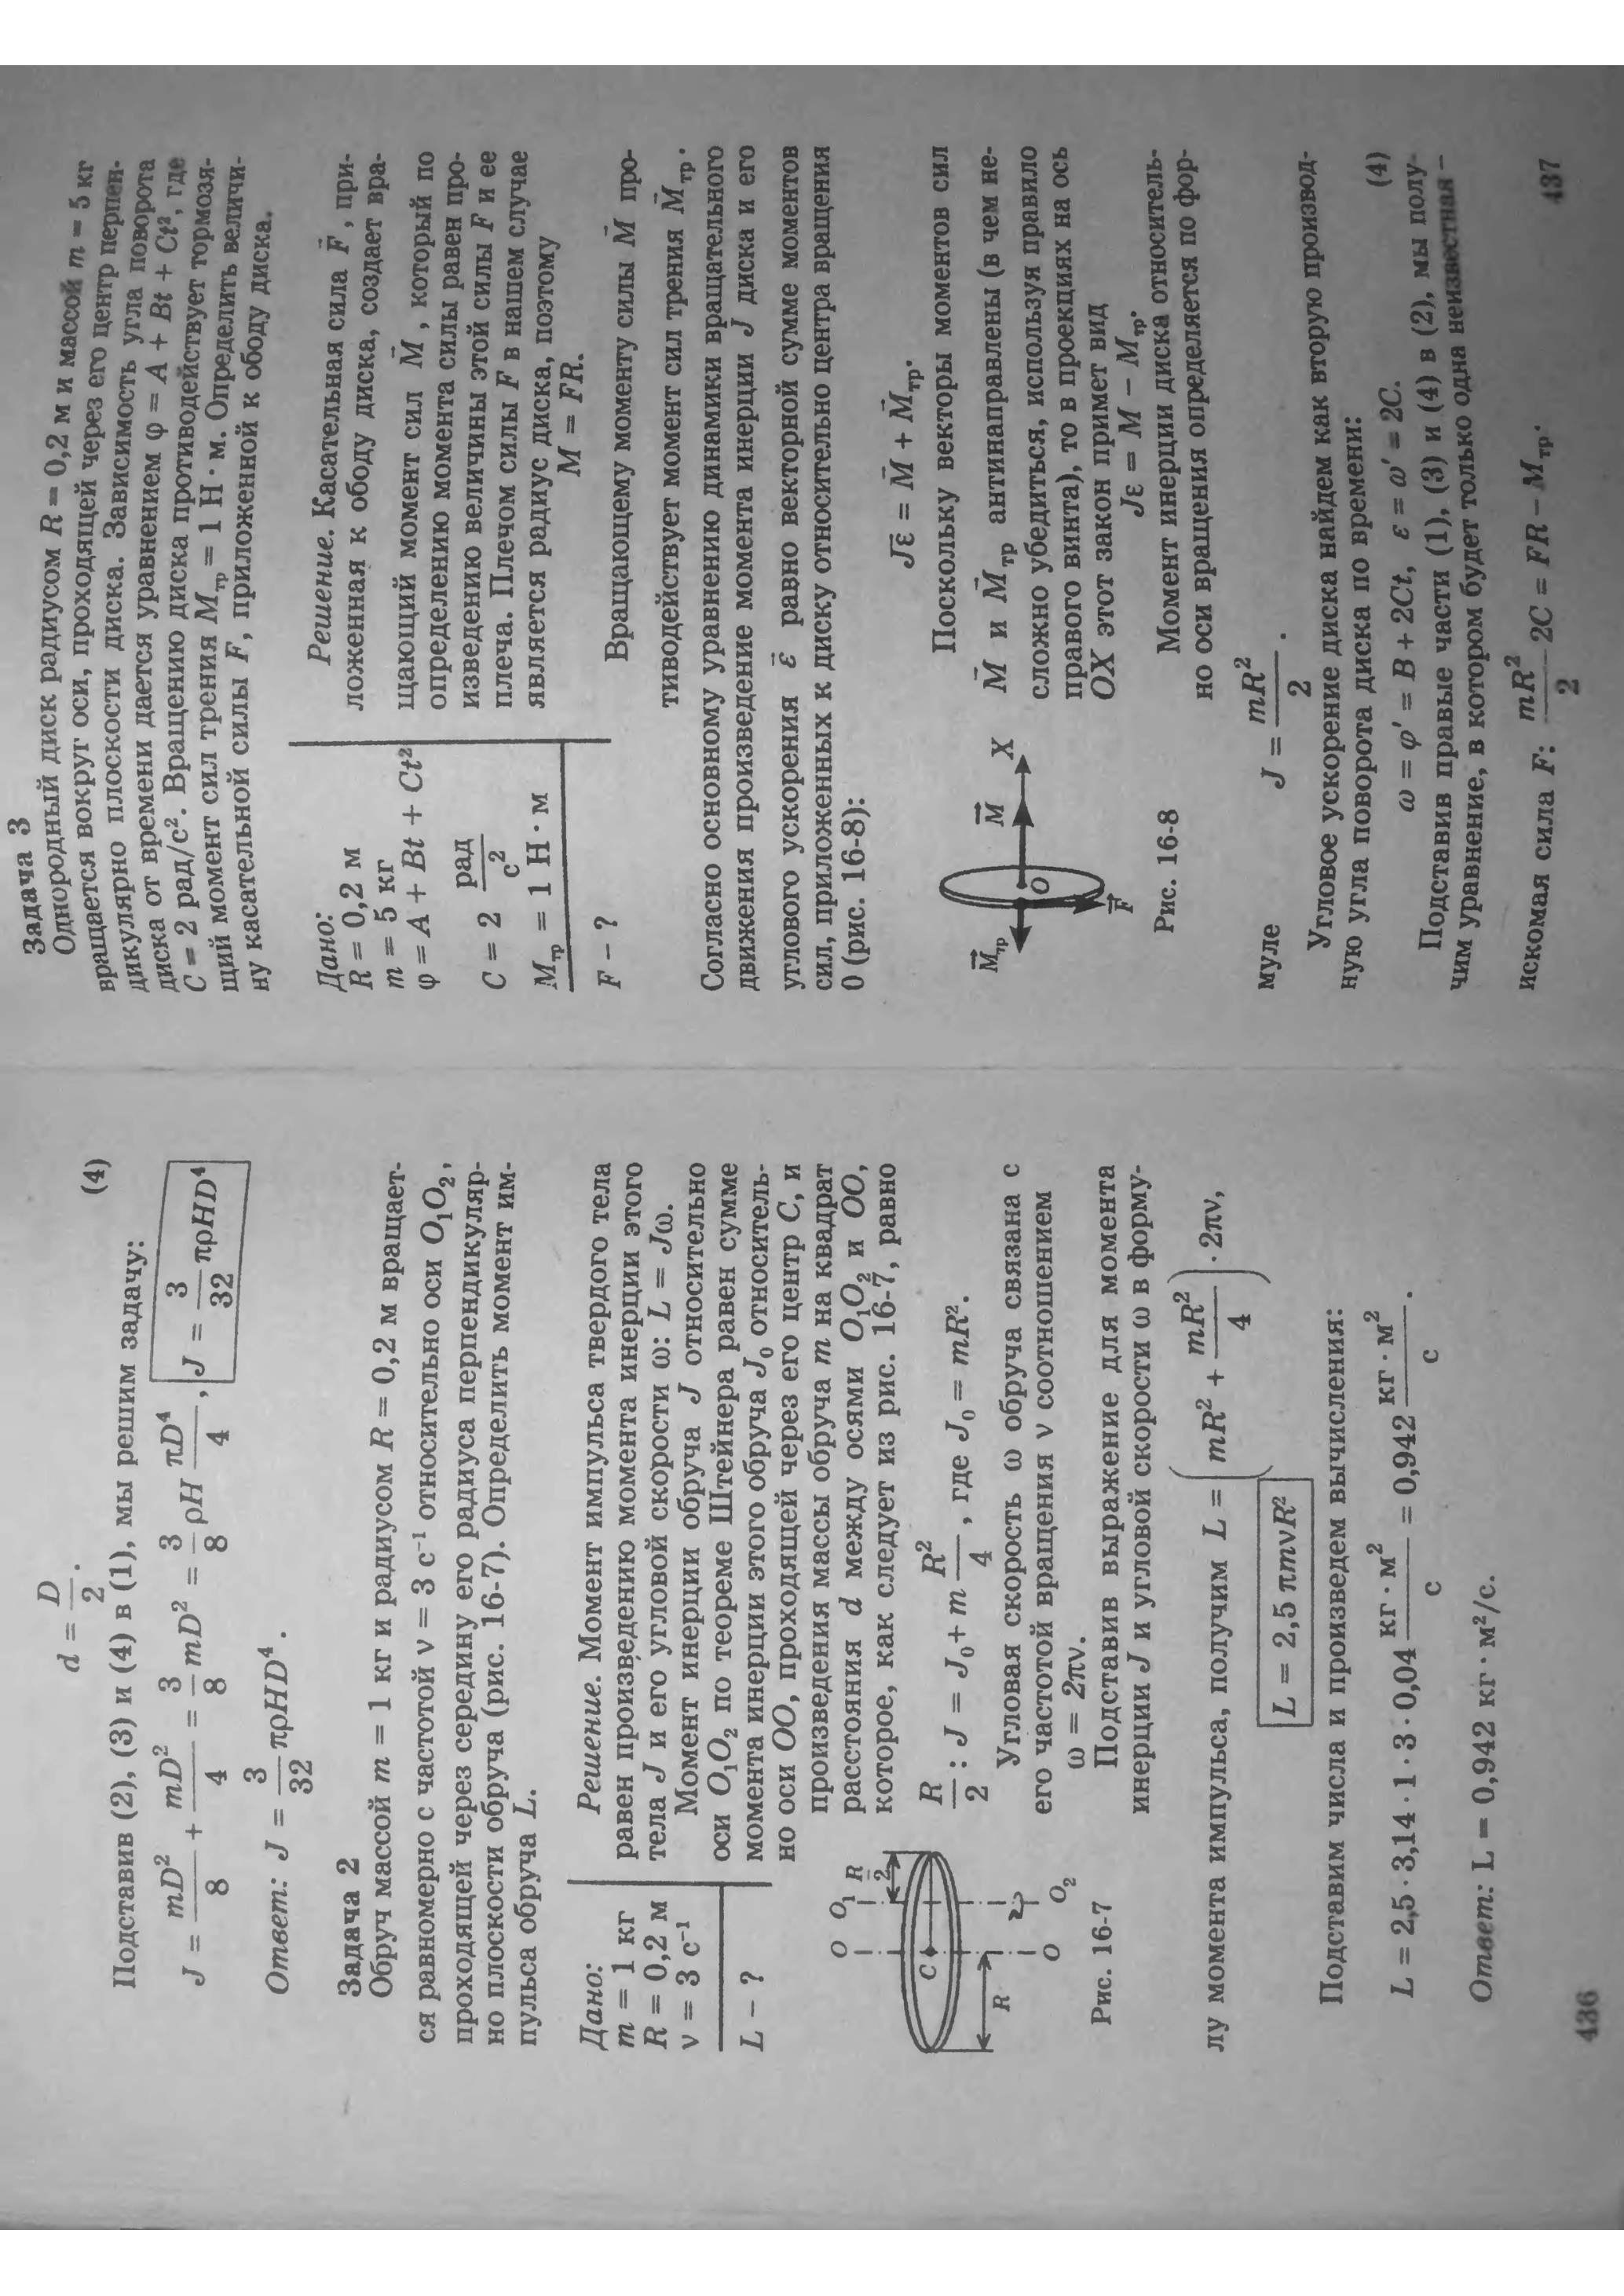 d = D/2.
(4)
Подставив (2), (3) и (4) в (1), мы решим задачу:
J = mD²/8 + mD²/4 = 3/8 mD² = 3/8 ρH πD⁴/4, J = 3/32 πρHD⁴
Ответ: J = 3/32 πρHD⁴.
Задача 2
Обруч массой m = 1 кг и радиусом R = 0,2 м вращает-
ся равномерно с частотой ν = 3 с⁻¹ относительно оси O₁O₂,
проходящей через середину его радиуса перпендикуляр-
но плоскости обруча (рис. 16-7). Определить момент им-
пульса обруча L.
Дано:
m = 1 кг
R = 0,2 м
ν = 3 с⁻¹
L – ?
Решение. Момент импульса твердого тела
равен произведению момента инерции этого
тела J и его угловой скорости ω: L = Jω.
Момент инерции обруча J относительно
оси O₁O₂ по теореме Штейнера равен сумме
момента инерции этого обруча J₀ относитель-
но оси OO, проходящей через его центр C, и
произведения массы обруча m на квадрат
расстояния d между осями O₁O₂ и OO,
которое, как следует из рис. 16-7, равно
R/2 : J = J₀ + m R²/4, где J₀ = mR².
O O₁ R/2
C
R
O O₂
Рис. 16-7
Угловая скорость ω обруча связана с
его частотой вращения ν соотношением
ω = 2πν.
Подставив выражение для момента
инерции J и угловой скорости ω в форму-
лу момента импульса, получим L = (mR² + mR²/4) · 2πν,
L = 2,5 πmνR²
Подставим числа и произведем вычисления:
L = 2,5 · 3,14 · 1 · 3 · 0,04 кг · м²/с = 0,942 кг · м²/с.
Ответ: L = 0,942 кг · м²/с.
436
Задача 3
Однородный диск радиусом R = 0,2 м и массой m = 5 кг
вращается вокруг оси, проходящей через его центр перпен-
дикулярно плоскости диска. Зависимость угла поворота
диска от времени дается уравнением φ = A + Bt + Ct², где
C = 2 рад/с². Вращению диска противодействует тормозя-
щий момент сил трения Mтр = 1 Н · м. Определить величи-
ну касательной силы F, приложенной к ободу диска.
Дано:
R = 0,2 м
m = 5 кг
φ = A + Bt + Ct²
C = 2 рад/с²
Mтр = 1 Н · м
F – ?
Решение. Касательная сила F⃗, при-
ложенная к ободу диска, создает вра-
щающий момент сил M⃗, который по
определению момента силы равен про-
изведению величины этой силы F и ее
плеча. Плечом силы F в нашем случае
является радиус диска, поэтому
M = FR.
Вращающему моменту силы M⃗ про-
тиводействует момент сил трения M⃗тр.
Согласно основному уравнению динамики вращательного
движения произведение момента инерции J диска и его
углового ускорения ε⃗ равно векторной сумме моментов
сил, приложенных к диску относительно центра вращения
0 (рис. 16-8):
Jε⃗ = M⃗ + M⃗тр.
M⃗тр O M⃗ X
F⃗
Рис. 16-8
Поскольку векторы моментов сил
M⃗ и M⃗тр антинаправлены (в чем не-
сложно убедиться, используя правило
правого винта), то в проекциях на ось
OX этот закон примет вид
Jε = M – Mтр.
Момент инерции диска относитель-
но оси вращения определяется по фор-
муле
J = mR²/2.
Угловое ускорение диска найдем как вторую производ-
ную угла поворота диска по времени:
ω = φ′ = B + 2Ct, ε = ω′ = 2C. (4)
Подставив правые части (1), (3) и (4) в (2), мы полу-
чим уравнение, в котором будет только одна неизвестная –
искомая сила F: mR²/2 2C = FR – Mтр.
437